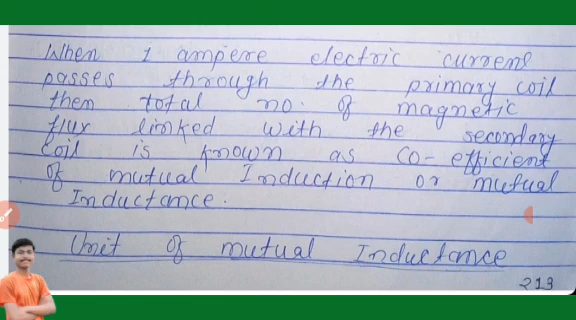 When 1 ampere electric current
passes through the primary coil
then total no. of magnetic
flux linked with the secondary
coil is known as co-efficient
of mutual Induction or mutual
Inductance.
Unit of mutual Inductance
213